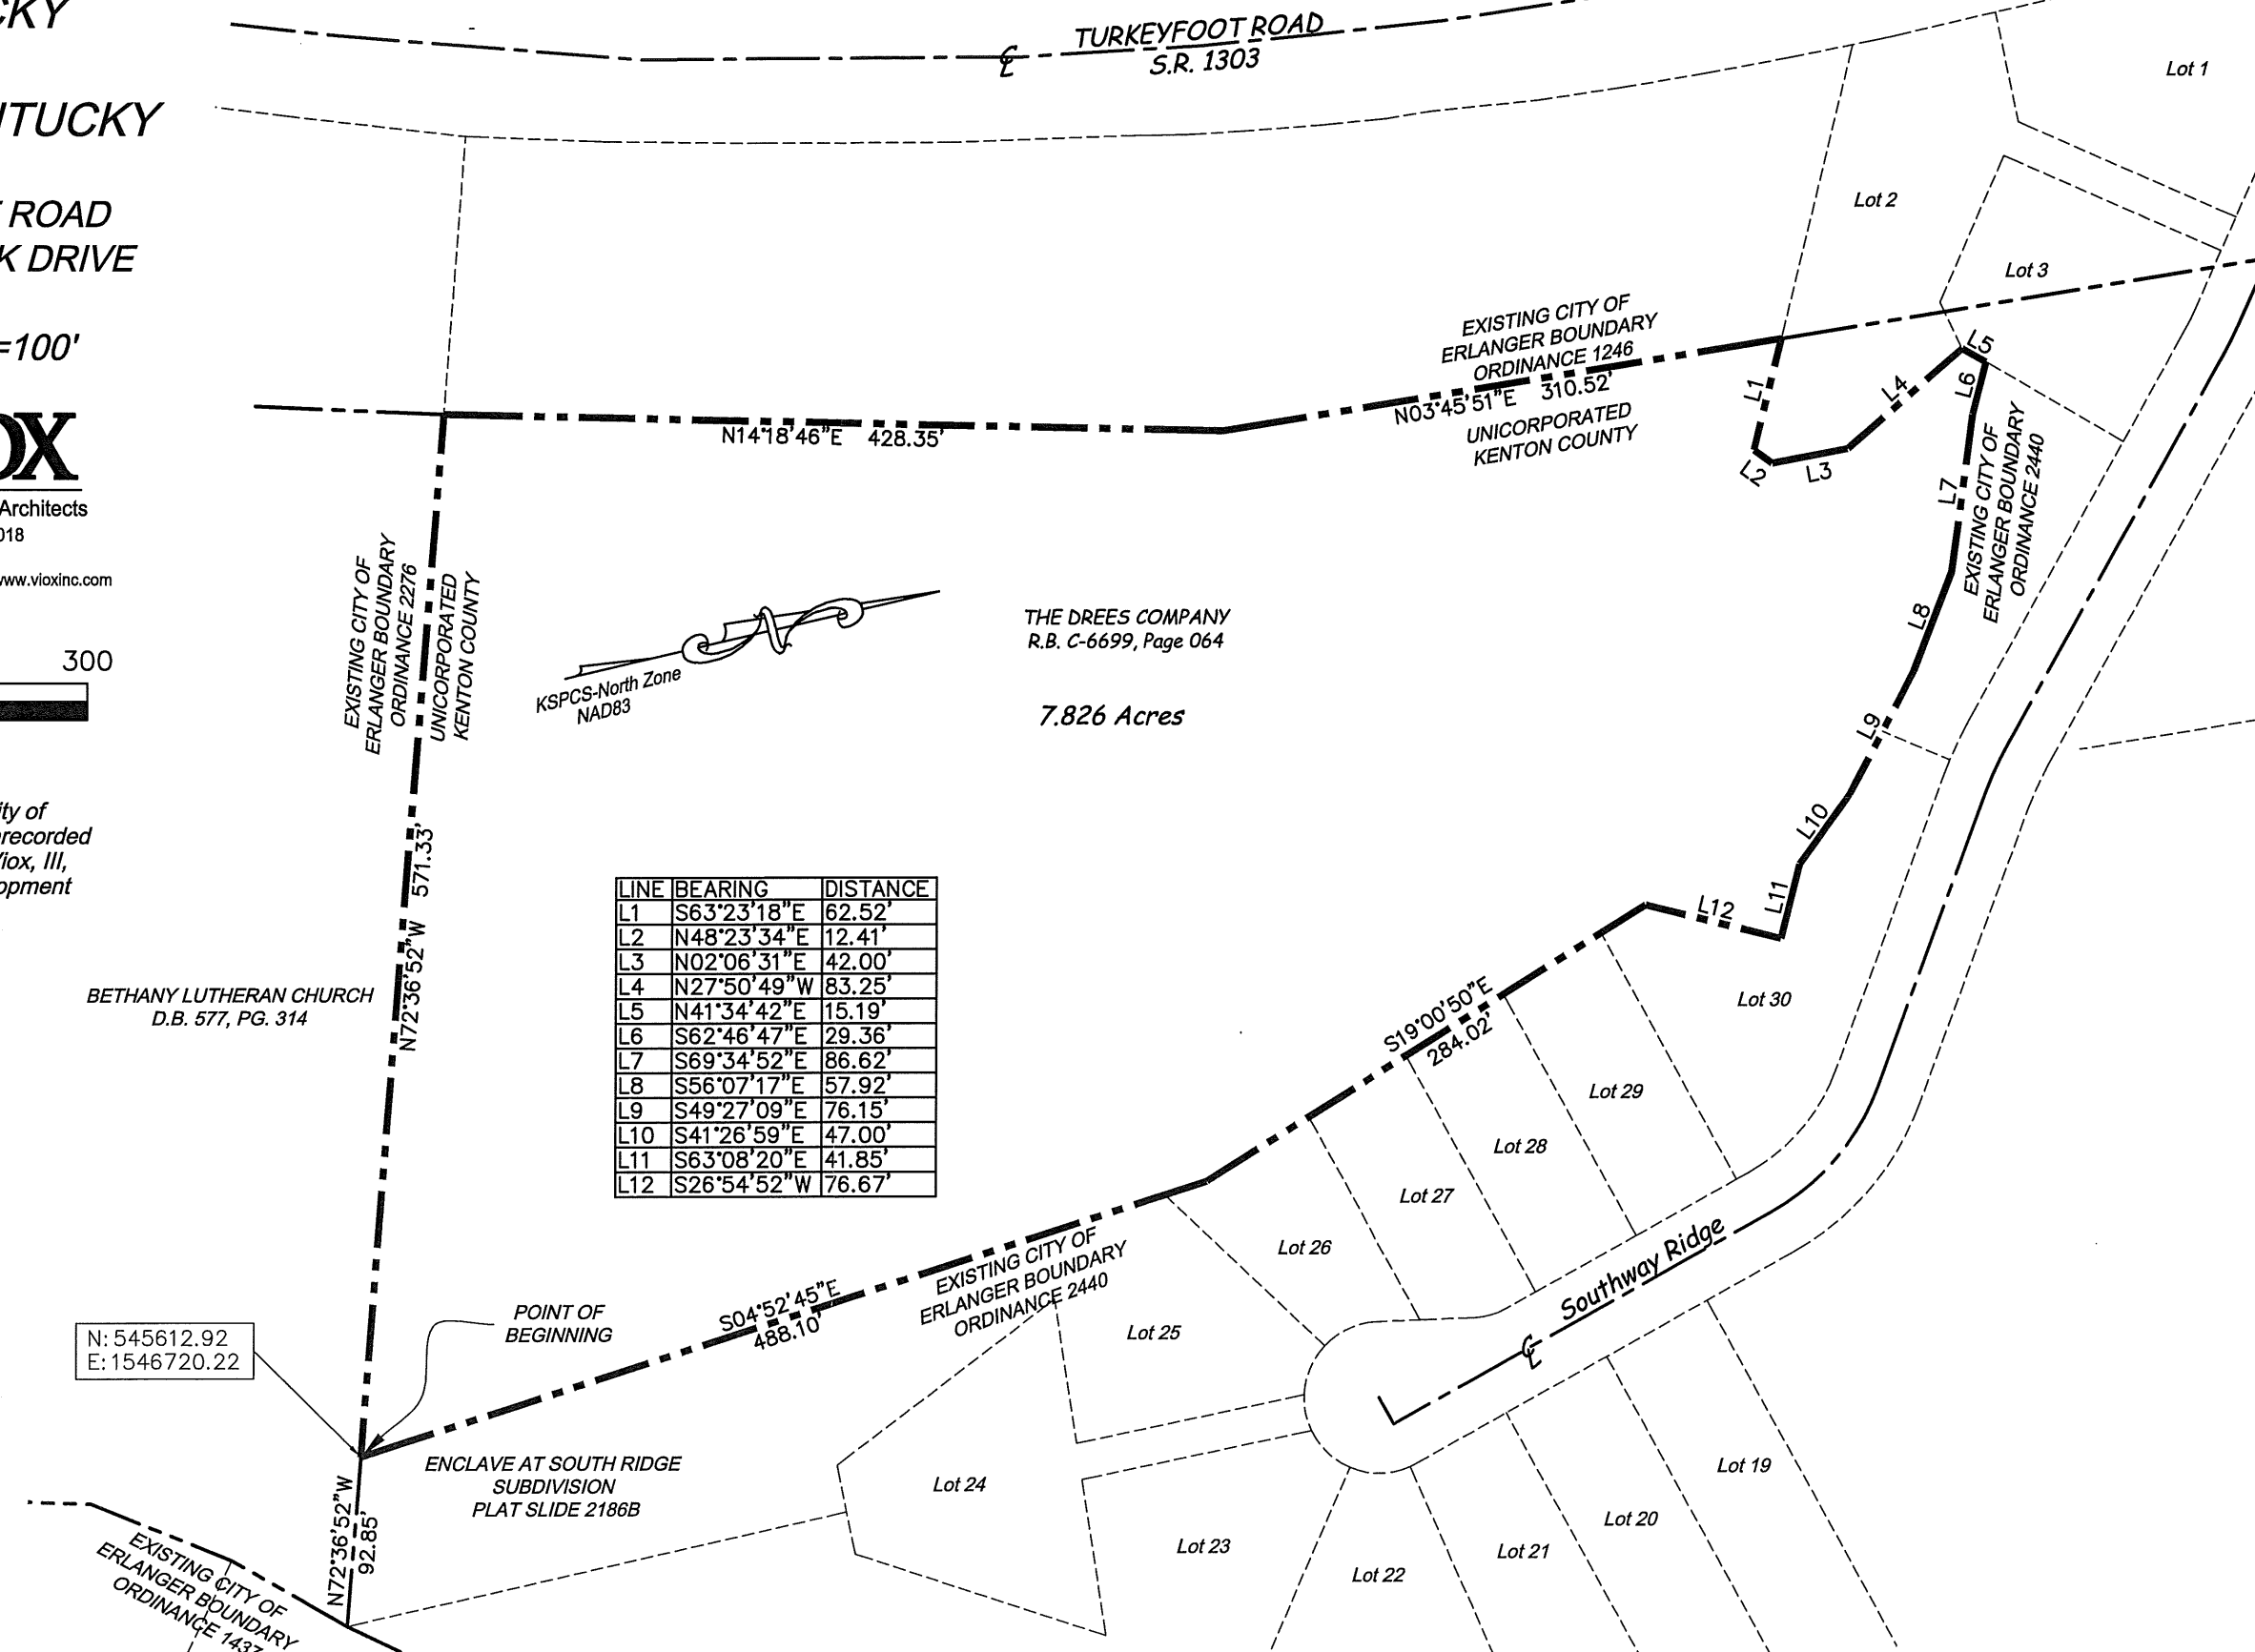 CKY
NTUCKY
ROAD
K DRIVE
=100'
OX
Architects
018
www.vioxinc.com
300
ity of
recorded
iox, III,
opment
TURKEYFOOT ROAD
S.R. 1303
Lot 1
Lot 2
Lot 3
EXISTING CITY OF
ERLANGER BOUNDARY
ORDINANCE 1246
N03°45'51"E 310.52'
UNICORPORATED
KENTON COUNTY
N14°18'46"E 428.35'
L1
L2
L3
L4
L5
L6
L7
L8
L9
L10
L11
L12
EXISTING CITY OF
ERLANGER BOUNDARY
ORDINANCE 2440
EXISTING CITY OF
ERLANGER BOUNDARY
ORDINANCE 2276
UNICORPORATED
KENTON COUNTY
N72°36'52"W 571.33'
KSPCS-North Zone
NAD83
N
THE DREES COMPANY
R.B. C-6699, Page 064
7.826 Acres
LINE BEARING DISTANCE
L1 S63°23'18"E 62.52'
L2 N48°23'34"E 12.41'
L3 N02°06'31"E 42.00'
L4 N27°50'49"W 83.25'
L5 N41°34'42"E 15.19'
L6 S62°46'47"E 29.36'
L7 S69°34'52"E 86.62'
L8 S56°07'17"E 57.92'
L9 S49°27'09"E 76.15'
L10 S41°26'59"E 47.00'
L11 S63°08'20"E 41.85'
L12 S26°54'52"W 76.67'
BETHANY LUTHERAN CHURCH
D.B. 577, PG. 314
S19°00'50"E
284.02'
Lot 30
Lot 29
Lot 28
Lot 27
Lot 26
Lot 25
Southway Ridge
S04°52'45"E
488.10'
EXISTING CITY OF
ERLANGER BOUNDARY
ORDINANCE 2440
POINT OF
BEGINNING
N: 545612.92
E: 1546720.22
ENCLAVE AT SOUTH RIDGE
SUBDIVISION
PLAT SLIDE 2186B
Lot 24
Lot 23
Lot 22
Lot 21
Lot 20
Lot 19
N72°36'52"W
92.85'
EXISTING CITY OF
ERLANGER BOUNDARY
ORDINANCE 1437